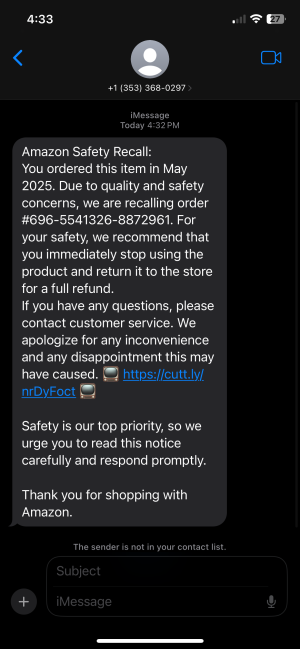 4:33
27
+1 (353) 368-0297
iMessage
Today 4:32 PM
Amazon Safety Recall:
You ordered this item in May
2025. Due to quality and safety
concerns, we are recalling order
#696-5541326-8872961. For
your safety, we recommend that
you immediately stop using the
product and return it to the store
for a full refund.
If you have any questions, please
contact customer service. We
apologize for any inconvenience
and any disappointment this may
have caused. 📺 https://cutt.ly/
nrDyFoct 📺
Safety is our top priority, so we
urge you to read this notice
carefully and respond promptly.
Thank you for shopping with
Amazon.
The sender is not in your contact list.
Subject
iMessage